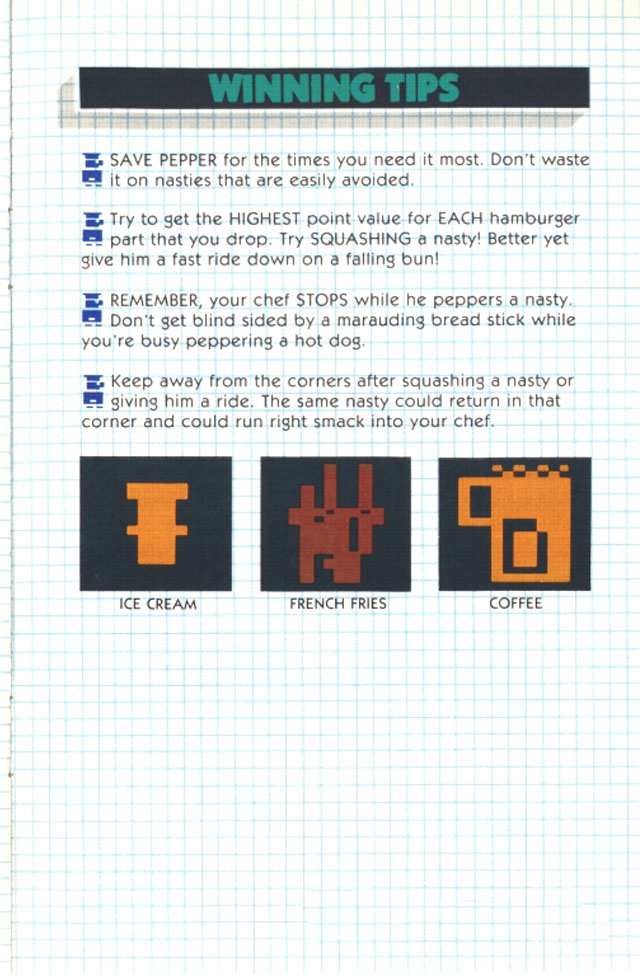 WINNING TIPS
SAVE PEPPER for the times you need it most. Don't waste
it on nasties that are easily avoided.
Try to get the HIGHEST point value for EACH hamburger
part that you drop. Try SQUASHING a nasty! Better yet
give him a fast ride down on a falling bun!
REMEMBER, your chef STOPS while he peppers a nasty.
Don't get blind sided by a marauding bread stick while
you're busy peppering a hot dog.
Keep away from the corners after squashing a nasty or
giving him a ride. The same nasty could return in that
corner and could run right smack into your chef.
ICE CREAM
FRENCH FRIES
COFFEE